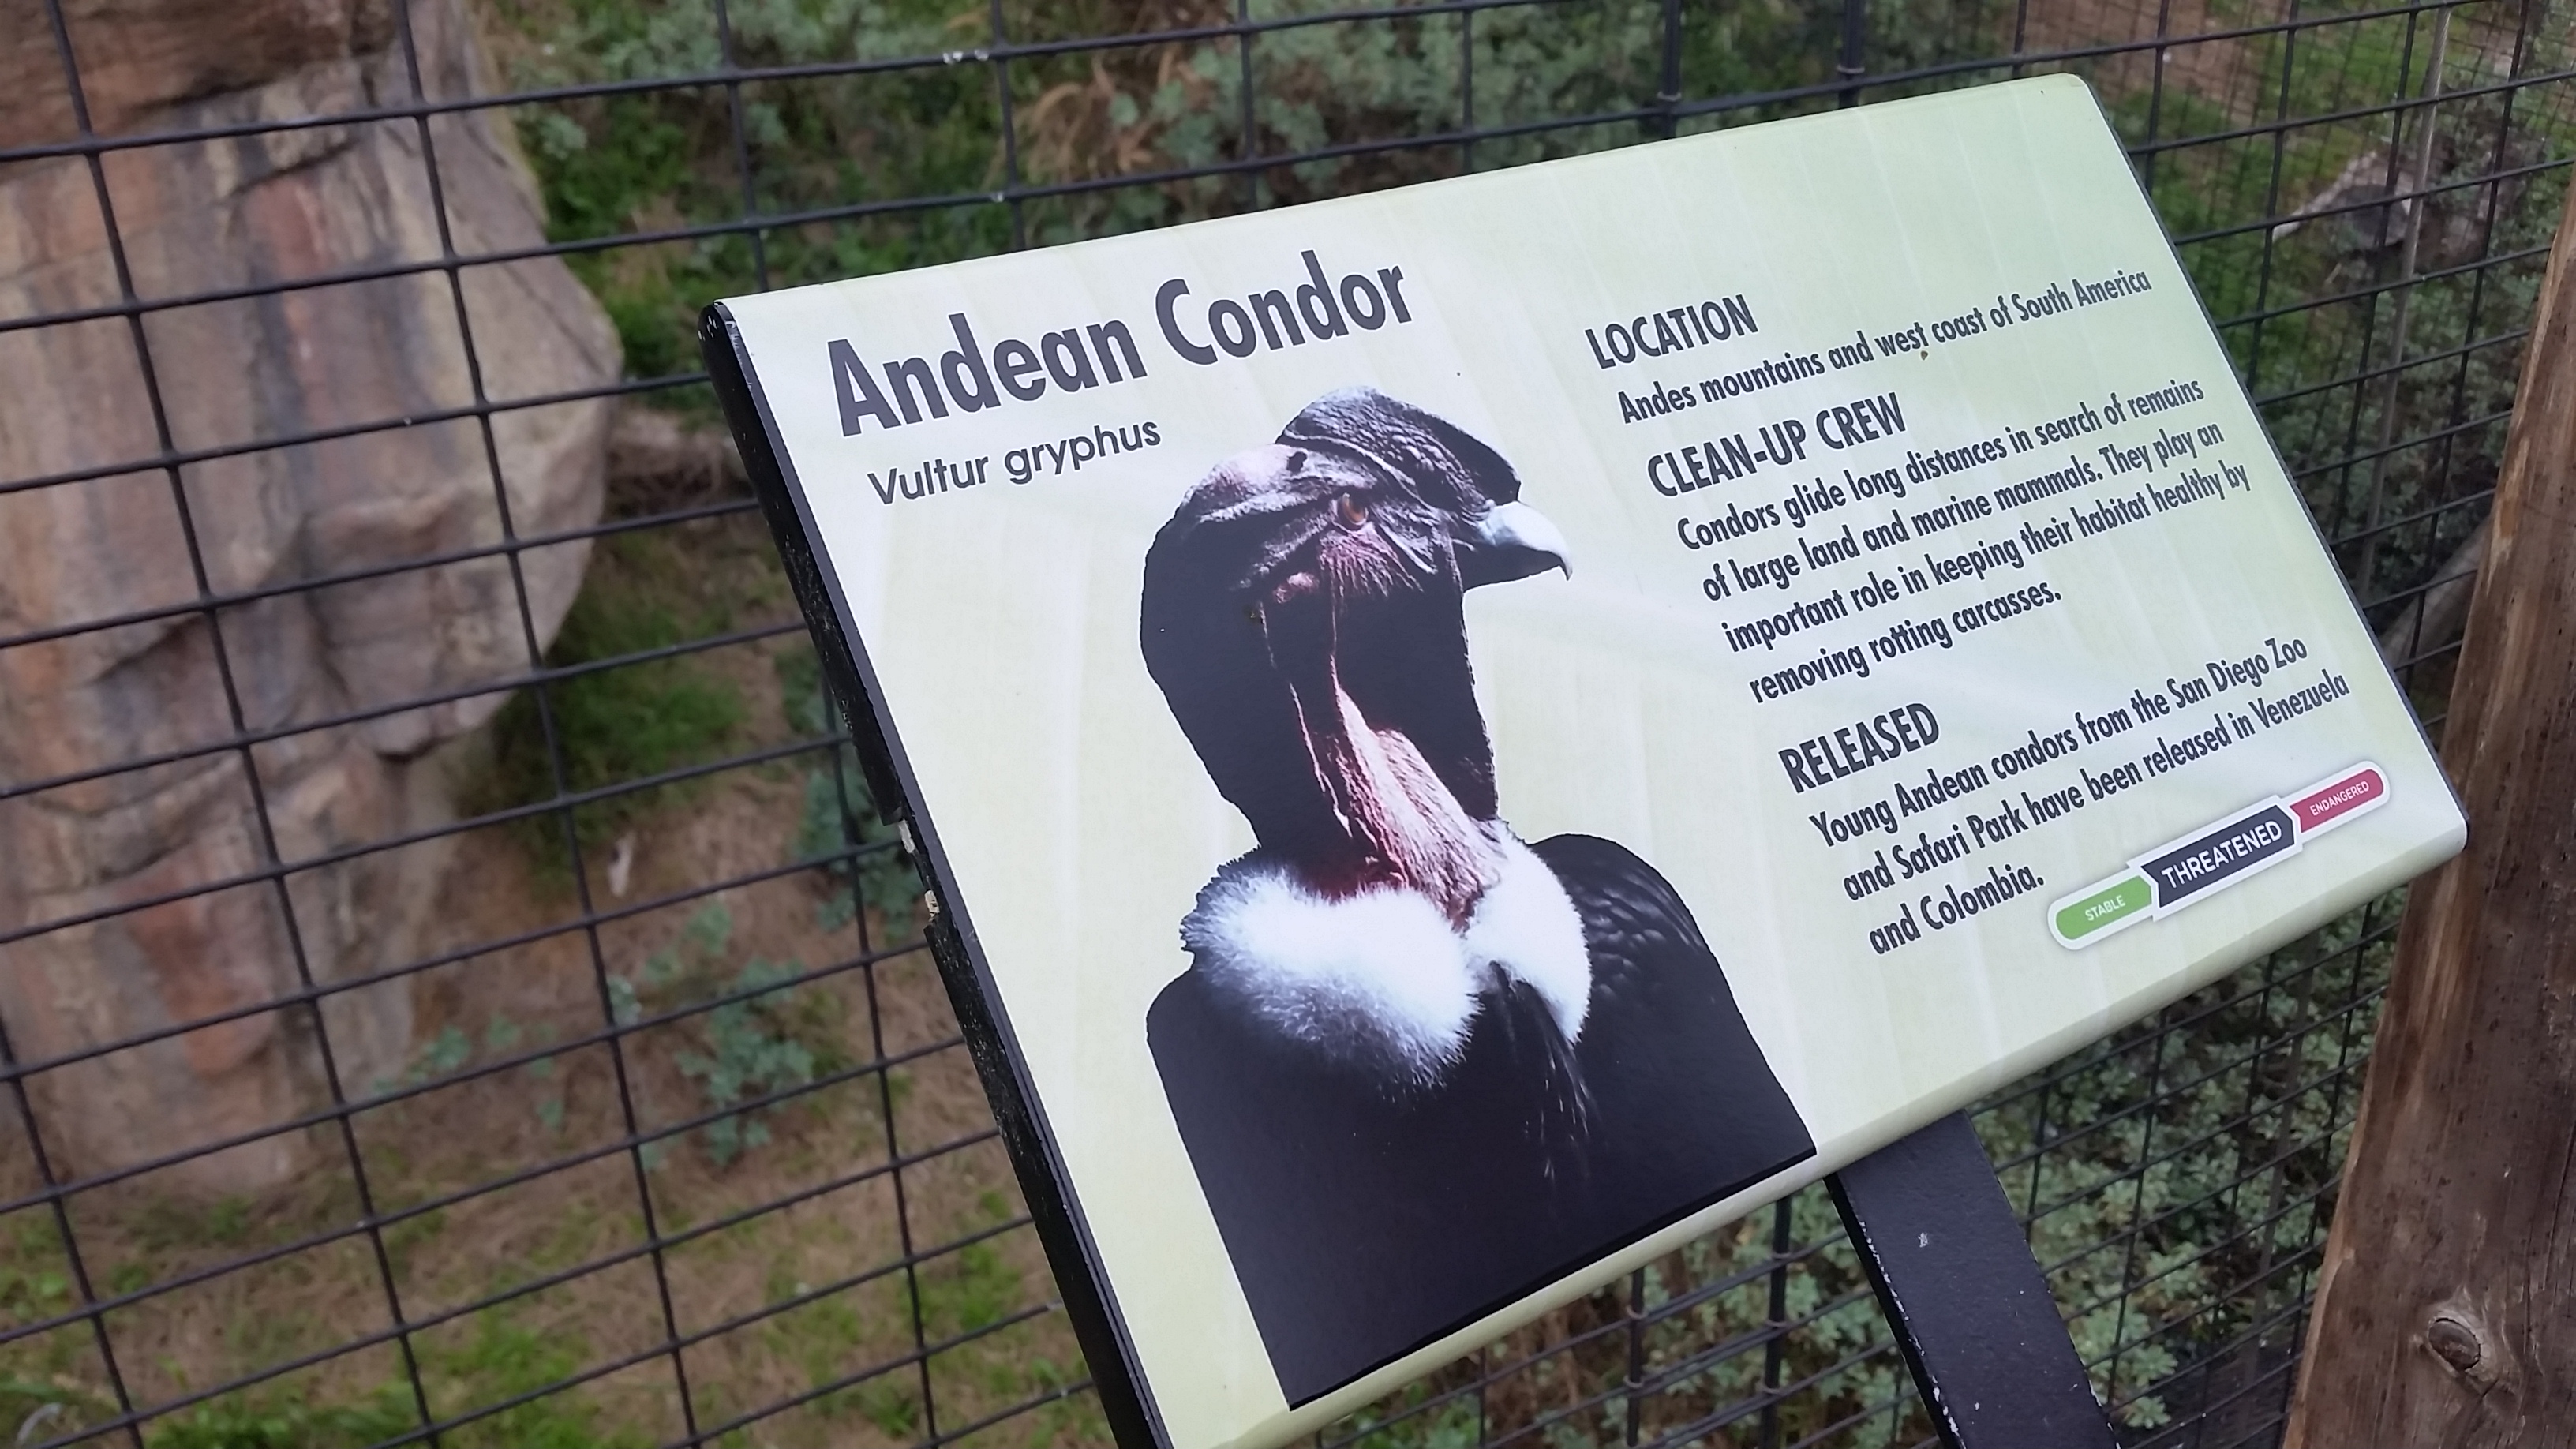 Andean Condor
Vultur gryphus
LOCATION
Andes mountains and west coast of South America
CLEAN-UP CREW
Condors glide long distances in search of remains
of large land and marine mammals. They play an
important role in keeping their habitat healthy by
removing rotting carcasses.
RELEASED
Young Andean condors from the San Diego Zoo
and Safari Park have been released in Venezuela
and Colombia.
STABLE THREATENED ENDANGERED